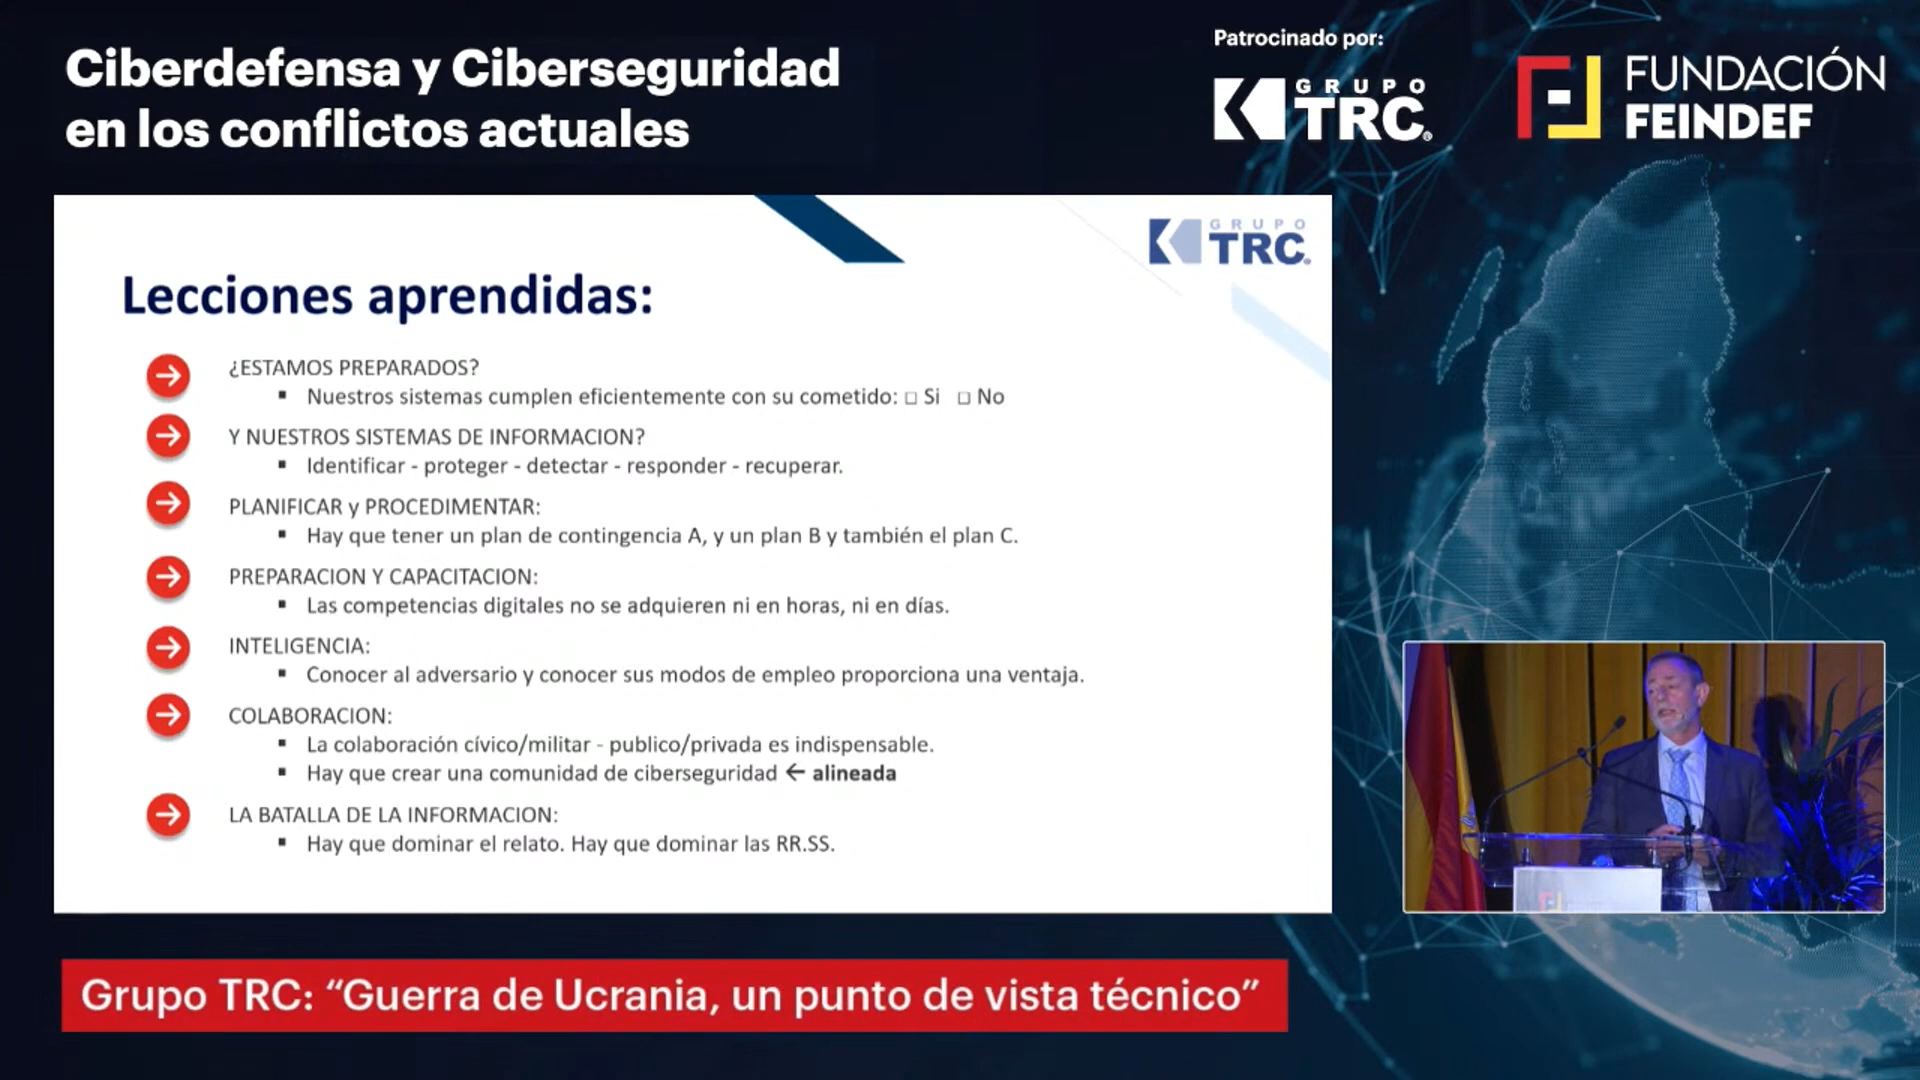 Ciberdefensa y Ciberseguridad
en los conflictos actuales
Patrocinado por:
GRUPO
TRC®
FUNDACIÓN
FEINDEF
GRUPO
TRC®
Lecciones aprendidas:
¿ESTAMOS PREPARADOS?
▪ Nuestros sistemas cumplen eficientemente con su cometido: □ Si □ No
Y NUESTROS SISTEMAS DE INFORMACION?
▪ Identificar - proteger - detectar - responder - recuperar.
PLANIFICAR y PROCEDIMENTAR:
▪ Hay que tener un plan de contingencia A, y un plan B y también el plan C.
PREPARACION Y CAPACITACION:
▪ Las competencias digitales no se adquieren ni en horas, ni en días.
INTELIGENCIA:
▪ Conocer al adversario y conocer sus modos de empleo proporciona una ventaja.
COLABORACION:
▪ La colaboración cívico/militar - publico/privada es indispensable.
▪ Hay que crear una comunidad de ciberseguridad ← alineada
LA BATALLA DE LA INFORMACION:
▪ Hay que dominar el relato. Hay que dominar las RR.SS.
Grupo TRC: “Guerra de Ucrania, un punto de vista técnico”